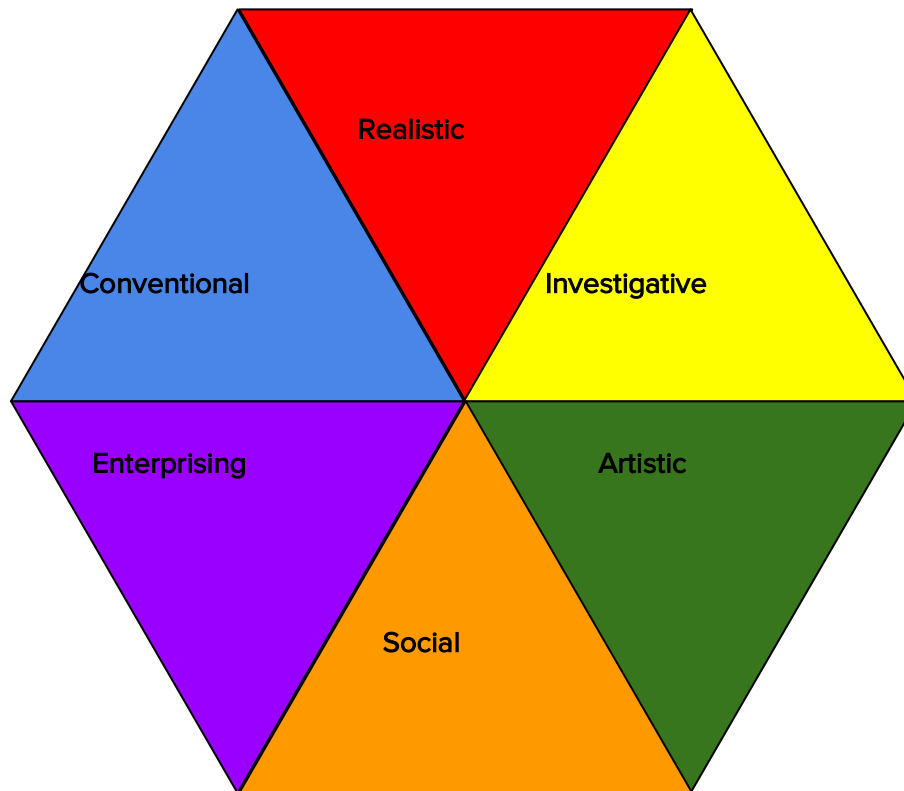 Realistic
Conventional
Investigative
Enterprising
Artistic
Social